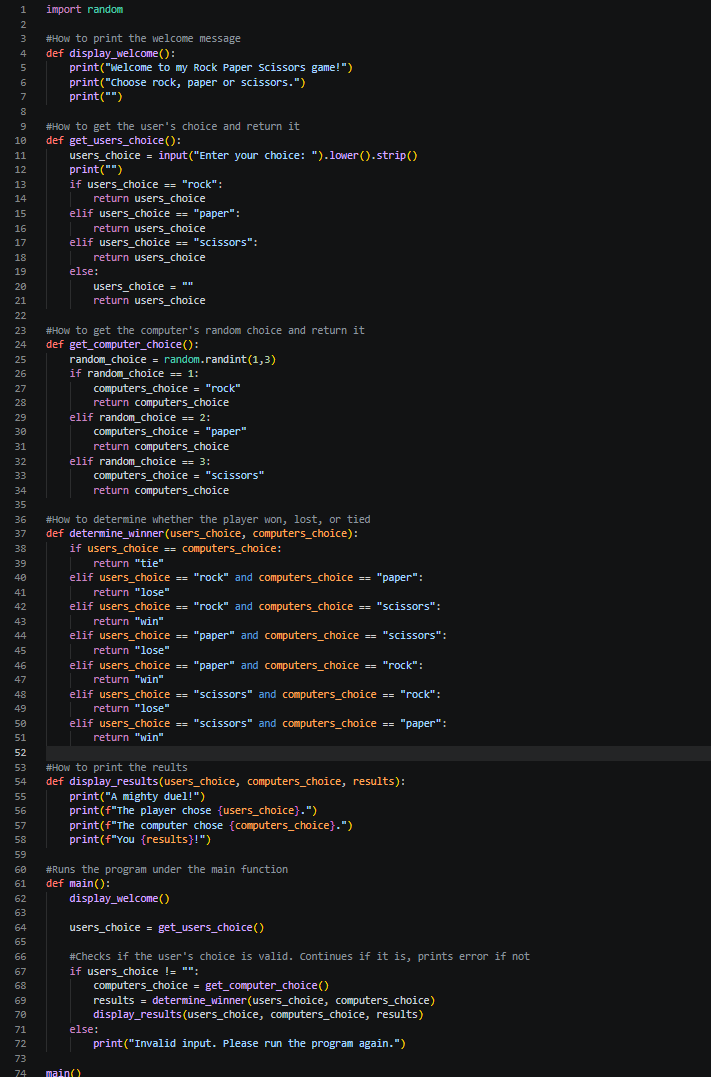 1 import random
2
3 #How to print the welcome message
4 def display_welcome():
5     print("Welcome to my Rock Paper Scissors game!")
6     print("Choose rock, paper or scissors.")
7     print("")
8
9 #How to get the user's choice and return it
10 def get_users_choice():
11     users_choice = input("Enter your choice: ").lower().strip()
12     print("")
13     if users_choice == "rock":
14         return users_choice
15     elif users_choice == "paper":
16         return users_choice
17     elif users_choice == "scissors":
18         return users_choice
19     else:
20         users_choice = ""
21         return users_choice
22
23 #How to get the computer's random choice and return it
24 def get_computer_choice():
25     random_choice = random.randint(1,3)
26     if random_choice == 1:
27         computers_choice = "rock"
28         return computers_choice
29     elif random_choice == 2:
30         computers_choice = "paper"
31         return computers_choice
32     elif random_choice == 3:
33         computers_choice = "scissors"
34         return computers_choice
35
36 #How to determine whether the player won, lost, or tied
37 def determine_winner(users_choice, computers_choice):
38     if users_choice == computers_choice:
39         return "tie"
40     elif users_choice == "rock" and computers_choice == "paper":
41         return "lose"
42     elif users_choice == "rock" and computers_choice == "scissors":
43         return "win"
44     elif users_choice == "paper" and computers_choice == "scissors":
45         return "lose"
46     elif users_choice == "paper" and computers_choice == "rock":
47         return "win"
48     elif users_choice == "scissors" and computers_choice == "rock":
49         return "lose"
50     elif users_choice == "scissors" and computers_choice == "paper":
51         return "win"
52
53 #How to print the reults
54 def display_results(users_choice, computers_choice, results):
55     print("A mighty duel!")
56     print(f"The player chose {users_choice}.")
57     print(f"The computer chose {computers_choice}.")
58     print(f"You {results}!")
59
60 #Runs the program under the main function
61 def main():
62     display_welcome()
63
64     users_choice = get_users_choice()
65
66     #Checks if the user's choice is valid. Continues if it is, prints error if not
67     if users_choice != "":
68         computers_choice = get_computer_choice()
69         results = determine_winner(users_choice, computers_choice)
70         display_results(users_choice, computers_choice, results)
71     else:
72         print("Invalid input. Please run the program again.")
73
74 main()